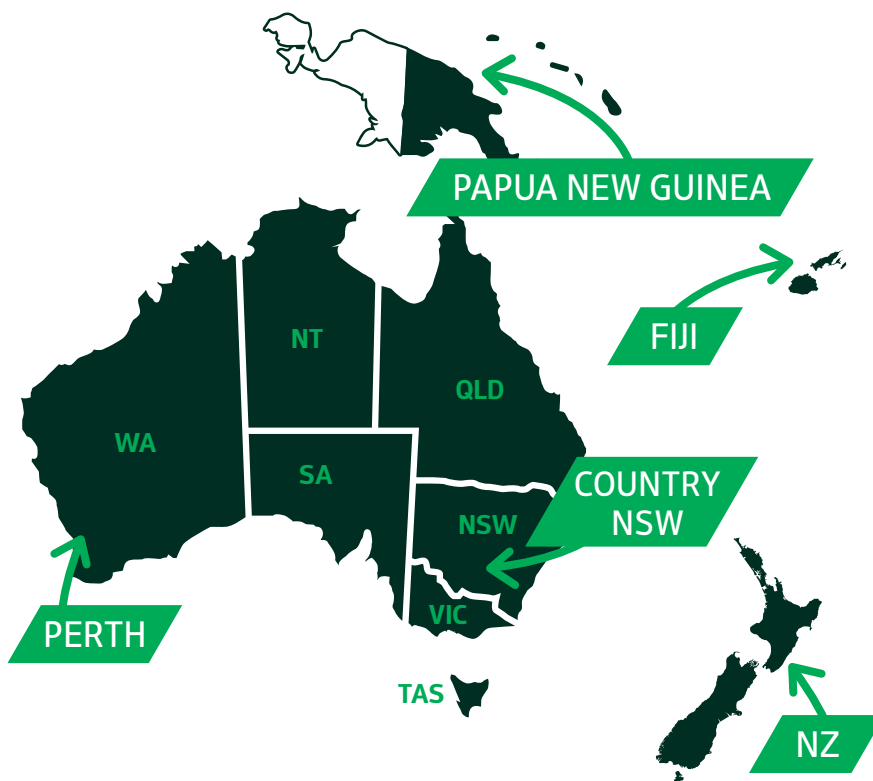 PAPUA NEW GUINEA
FIJI
NT
QLD
WA
SA
COUNTRY
NSW
NSW
VIC
PERTH
TAS
NZ